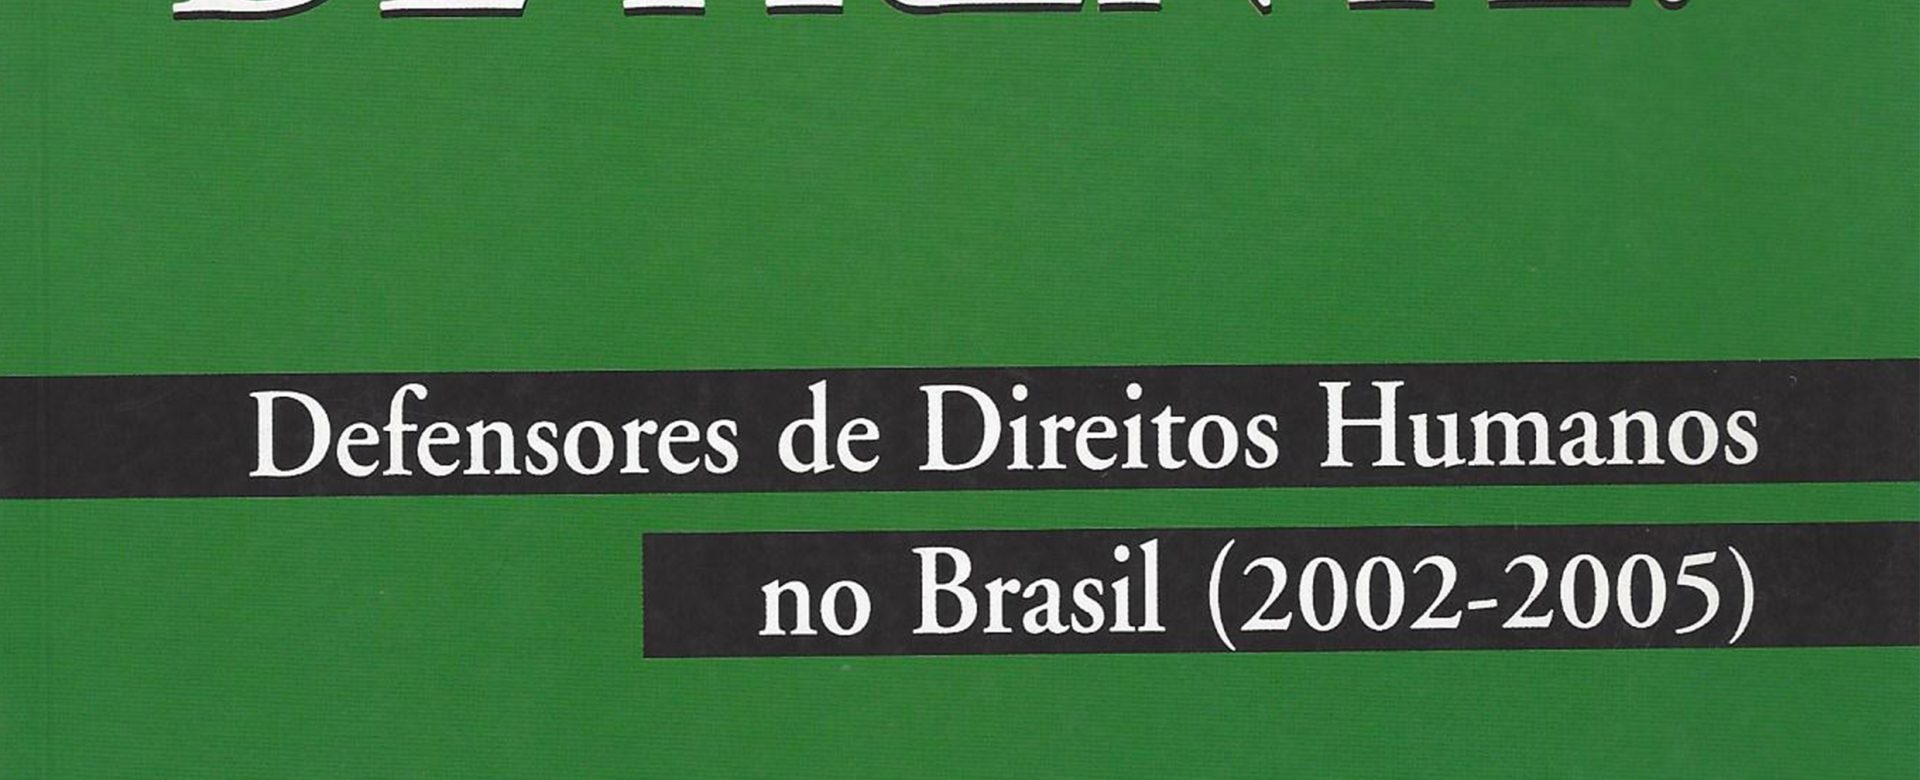 Defensores de Direitos Humanos
no Brasil (2002-2005)